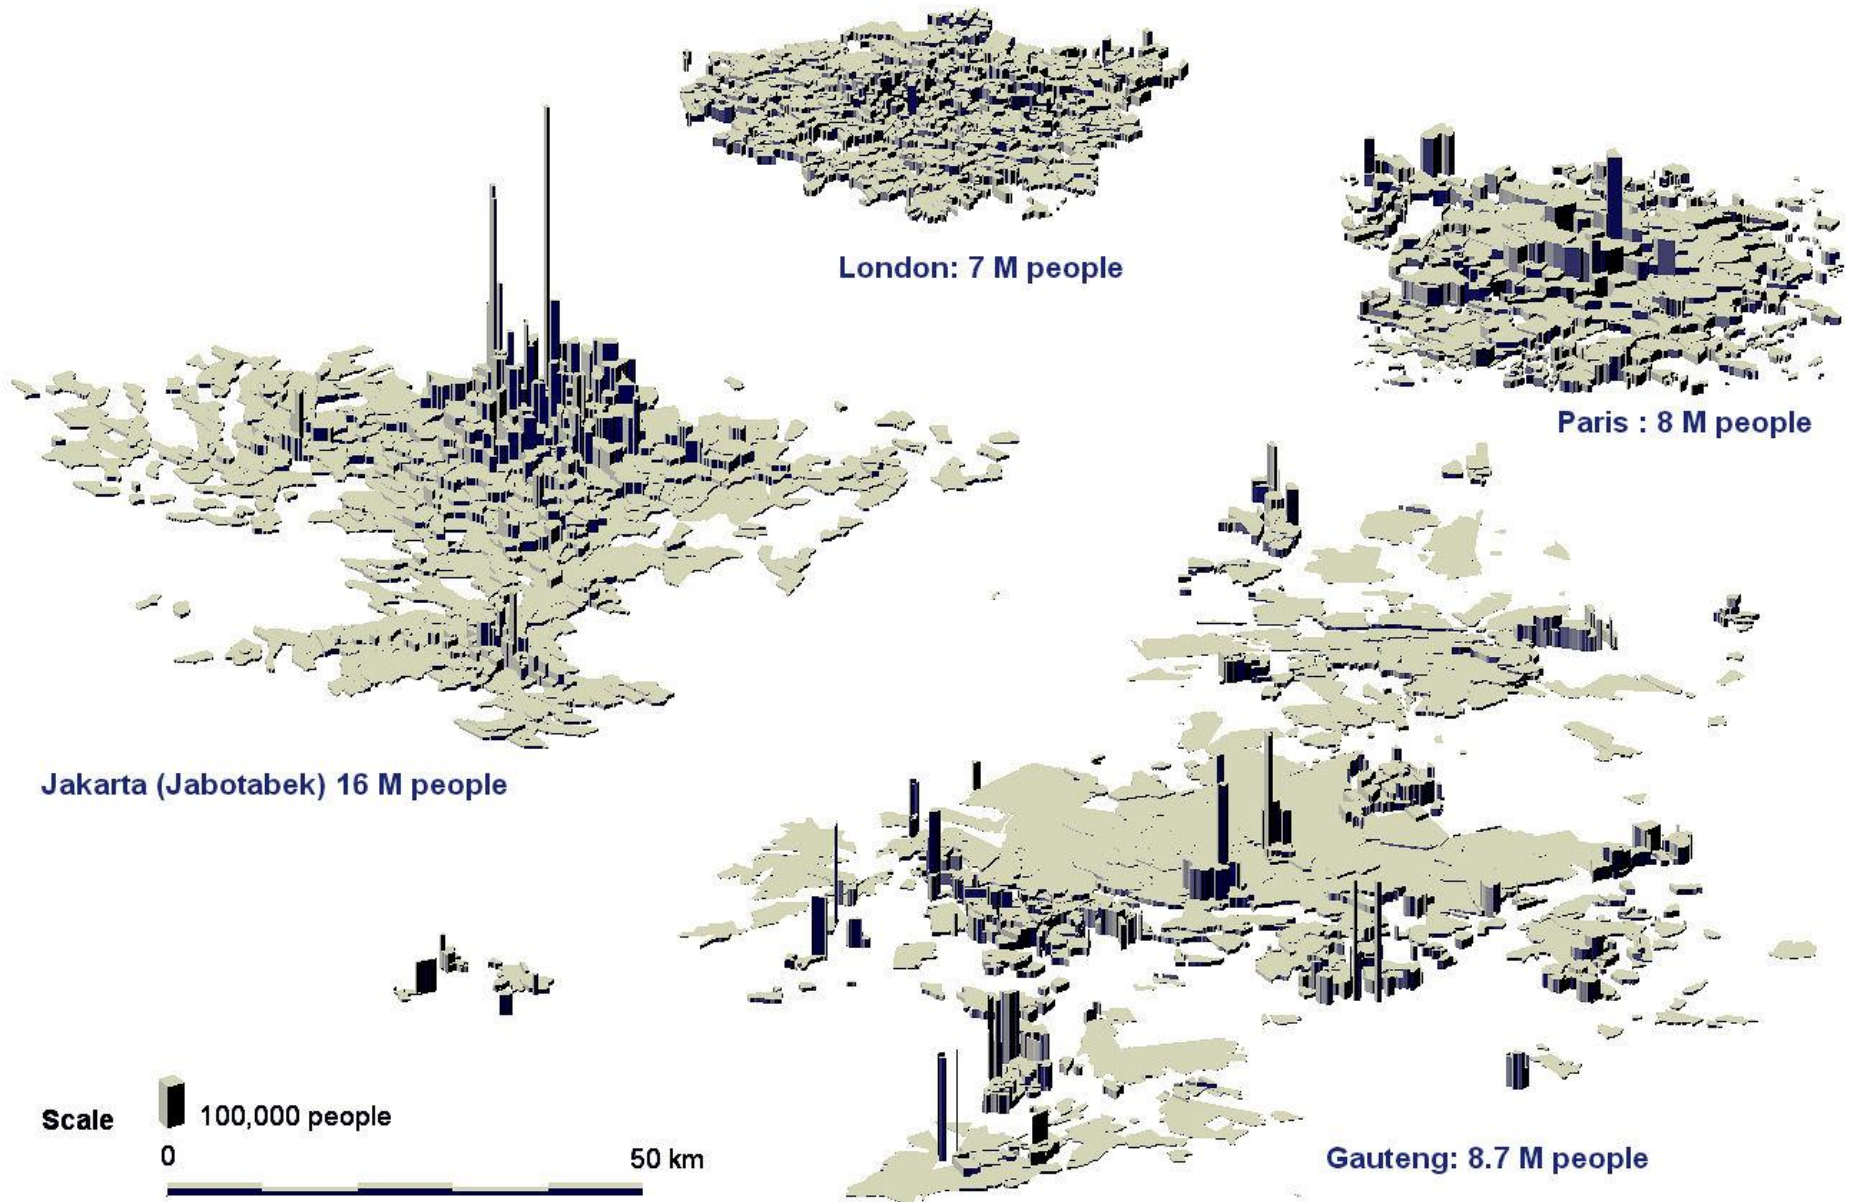 London: 7 M people
Paris : 8 M people
Jakarta (Jabotabek) 16 M people
Scale
100,000 people
0
50 km
Gauteng: 8.7 M people